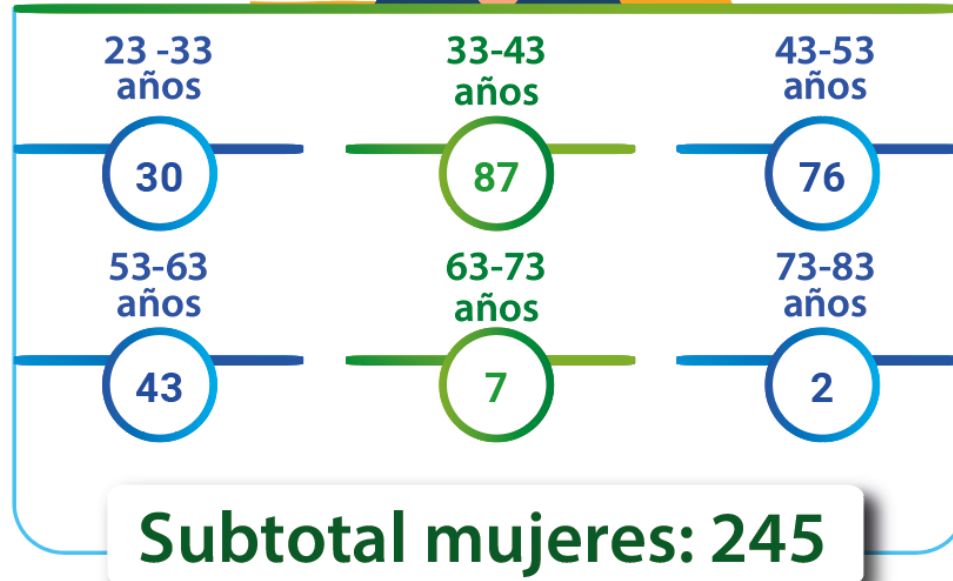 23 -33
años
30
33-43
años
87
43-53
años
76
53-63
años
43
63-73
años
7
73-83
años
2
Subtotal mujeres: 245